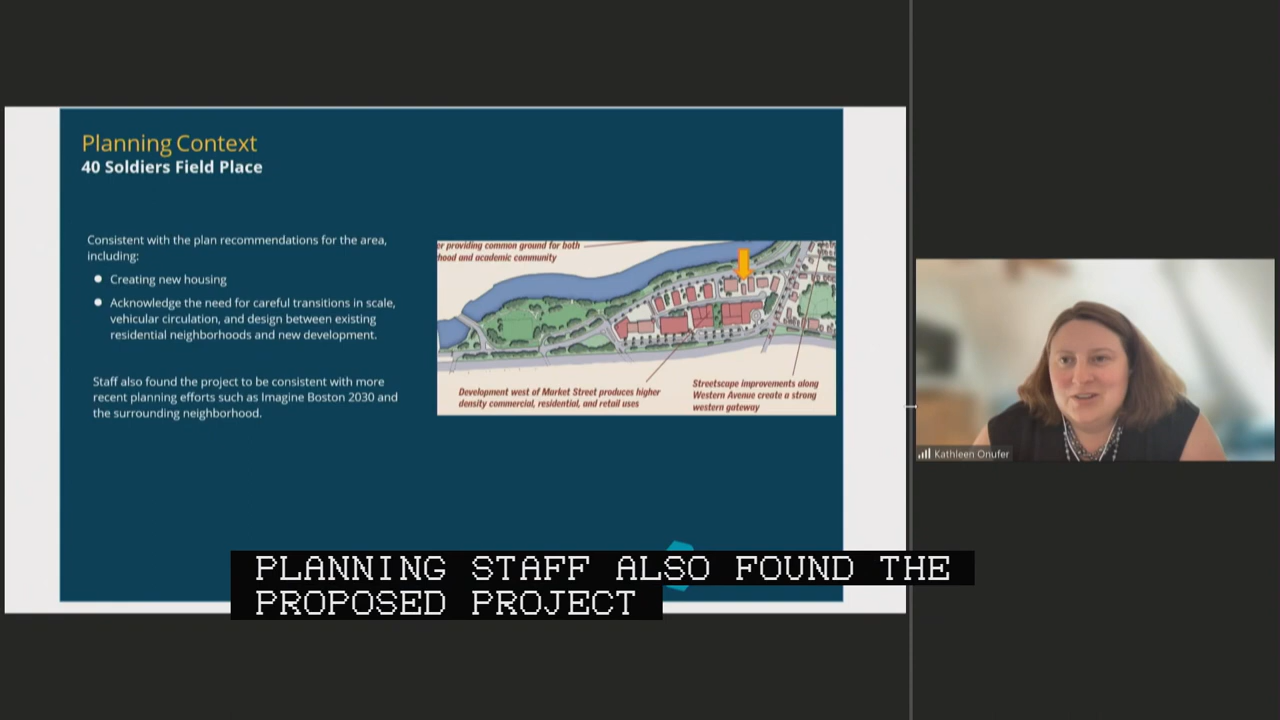 Planning Context
40 Soldiers Field Place
Consistent with the plan recommendations for the area,
including:
Creating new housing
Acknowledge the need for careful transitions in scale,
vehicular circulation, and design between existing
residential neighborhoods and new development.
Staff also found the project to be consistent with more
recent planning efforts such as Imagine Boston 2030 and
the surrounding neighborhood.
er providing common ground for both
hood and academic community
Development west of Market Street produces higher
density commercial, residential, and retail uses
Streetscape improvements along
Western Avenue create a strong
western gateway
Kathleen Onufer
PLANNING STAFF ALSO FOUND THE
PROPOSED PROJECT